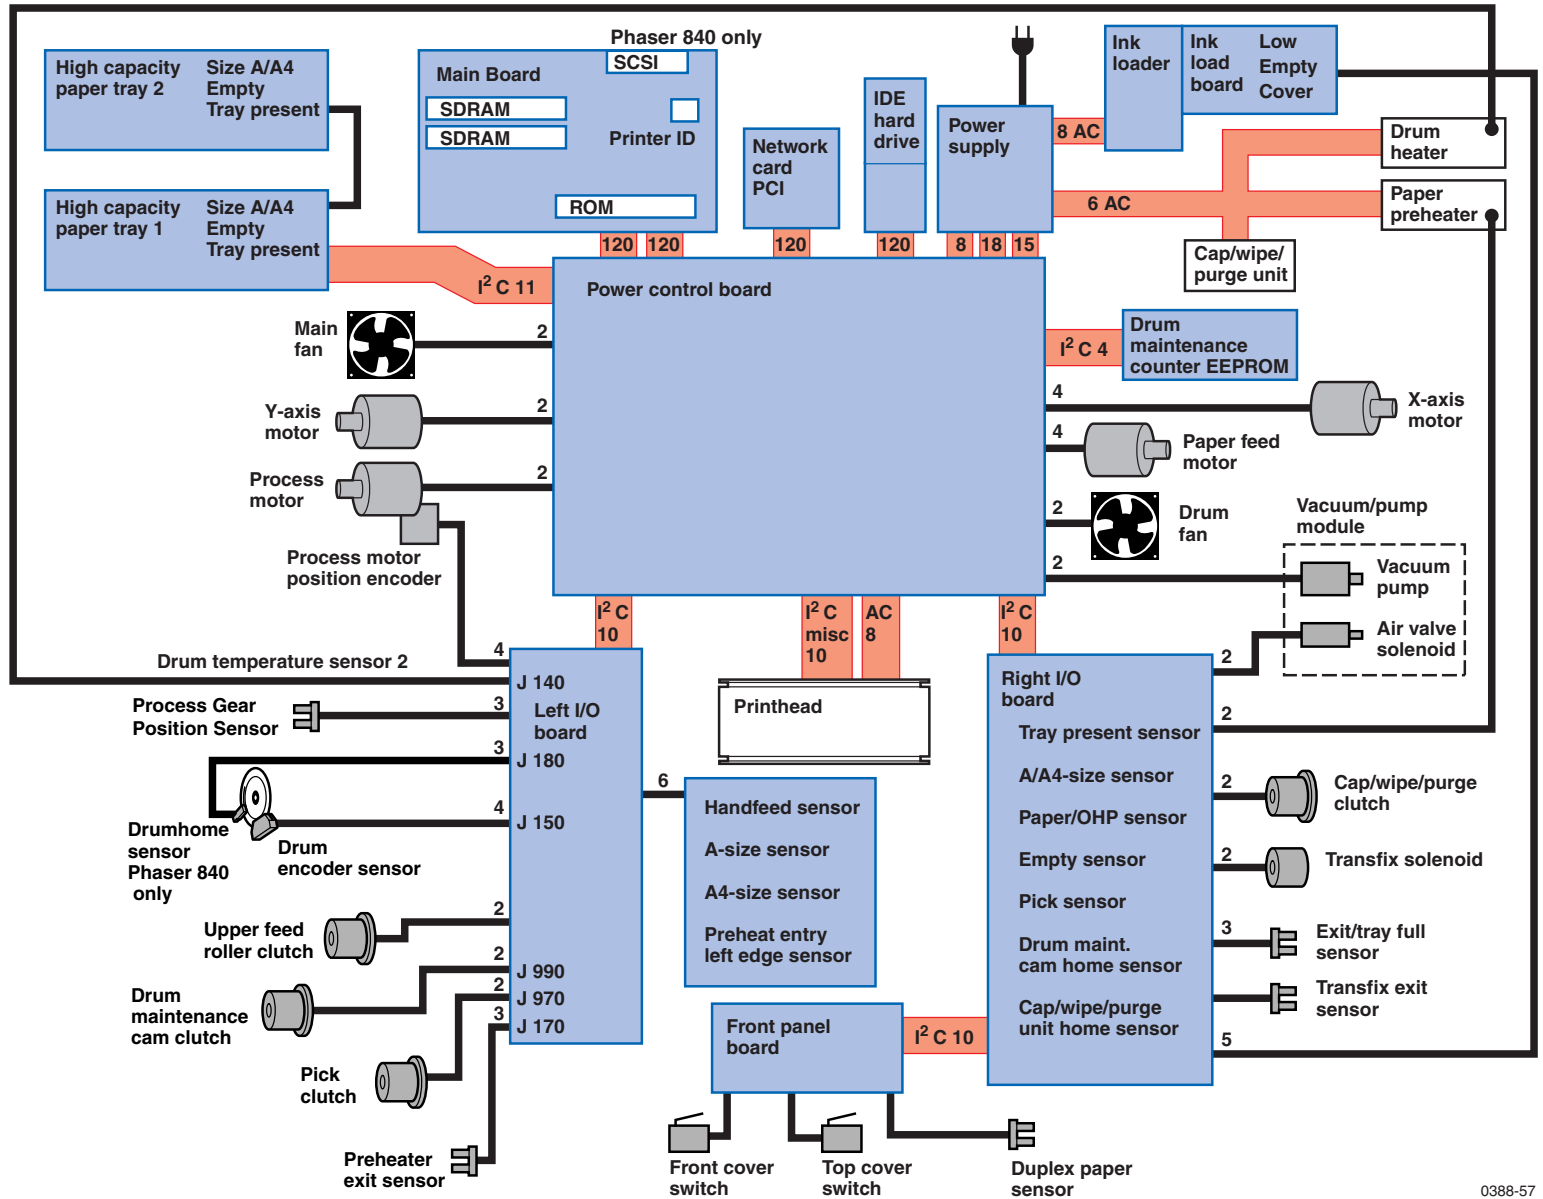 Phaser 840 only
High capacity
paper tray 2
Size A/A4
Empty
Tray present
Main Board
SCSI
SDRAM
SDRAM
Printer ID
ROM
Network
card
PCI
IDE
hard
drive
Power
supply
Ink
loader
Ink
load
board
Low
Empty
Cover
8 AC
6 AC
Drum
heater
Paper
preheater
Cap/wipe/
purge unit
High capacity
paper tray 1
Size A/A4
Empty
Tray present
120
120
120
120
8
18
15
I2 C 11
Power control board
Main
fan
2
Y-axis
motor
2
Process
motor
2
Process motor
position encoder
I2 C 4
Drum
maintenance
counter EEPROM
4
X-axis
motor
4
Paper feed
motor
2
Drum
fan
2
Vacuum/pump
module
Vacuum
pump
Air valve
solenoid
I2 C
10
I2 C
misc
10
AC
8
I2 C
10
4
Drum temperature sensor 2
J 140
Process Gear
Position Sensor
3
Left I/O
board
3
J 180
4
J 150
Drumhome
sensor
Phaser 840
only
Drum
encoder sensor
Upper feed
roller clutch
2
2
J 990
Drum
maintenance
cam clutch
2
J 970
3
J 170
Pick
clutch
Preheater
exit sensor
Printhead
6
Handfeed sensor
A-size sensor
A4-size sensor
Preheat entry
left edge sensor
Right I/O
board
Tray present sensor
A/A4-size sensor
Paper/OHP sensor
Empty sensor
Pick sensor
Drum maint.
cam home sensor
Cap/wipe/purge
unit home sensor
2
2
2
Cap/wipe/purge
clutch
2
Transfix solenoid
3
Exit/tray full
sensor
Transfix exit
sensor
5
Front panel
board
I2 C 10
Front cover
switch
Top cover
switch
Duplex paper
sensor
0388-57